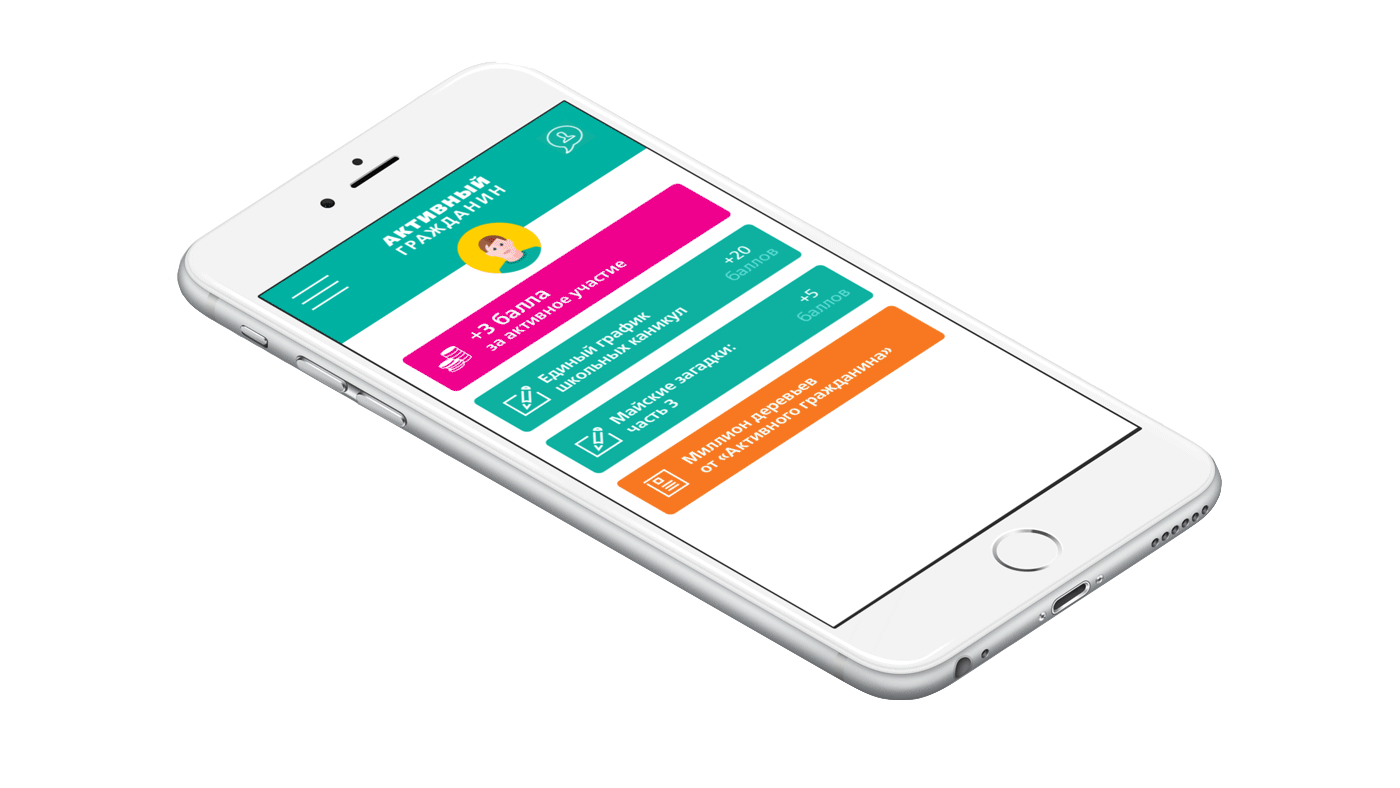 АКТИВНЫЙ
ГРАЖДАНИН
+3 балла
за активное участие
Единый график
школьных каникул
+20
баллов
Майские загадки:
часть 3
+5
баллов
Миллион деревьев
от «Активного гражданина»